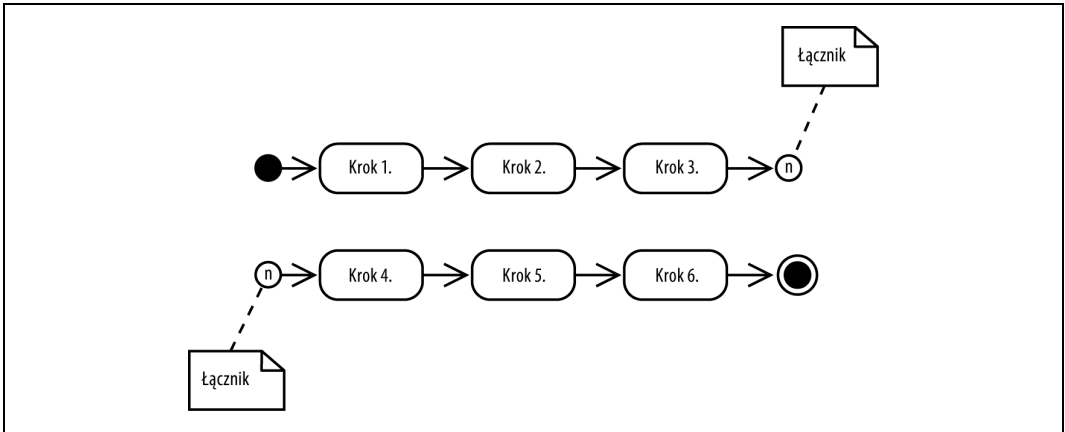 Łącznik
Krok 1.
Krok 2.
Krok 3.
n
n
Krok 4.
Krok 5.
Krok 6.
Łącznik